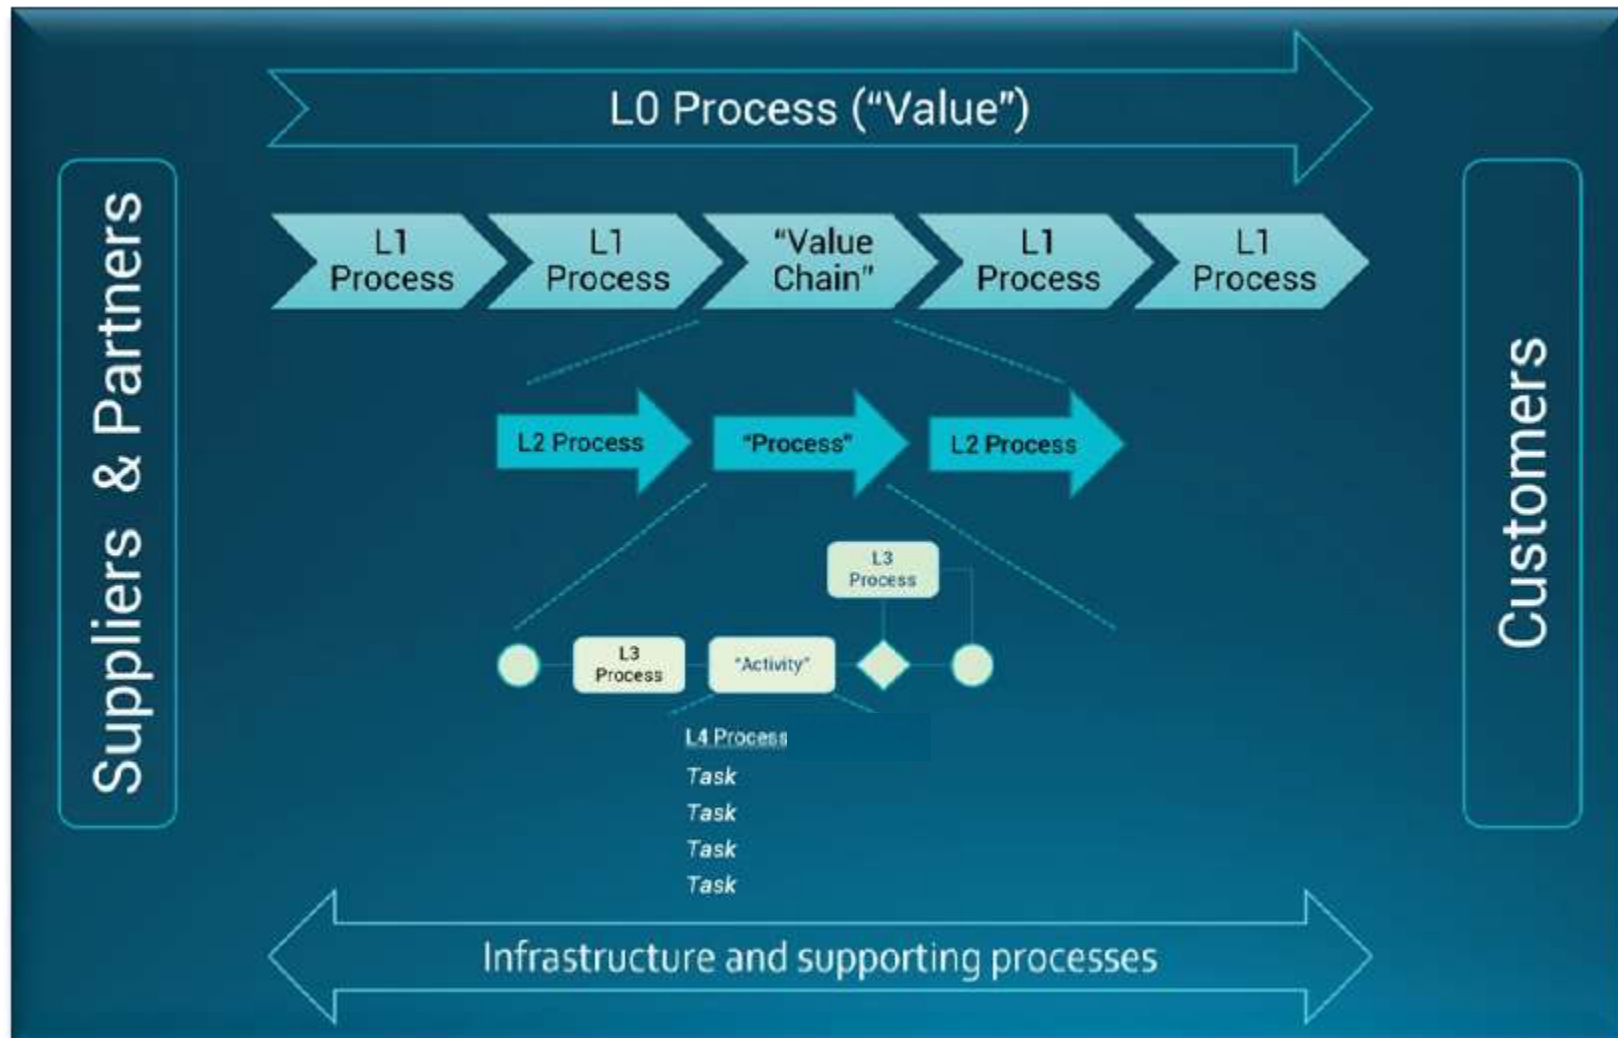 L0 Process (“Value”)
Suppliers & Partners
L1
Process
L1
Process
“Value
Chain”
L1
Process
L1
Process
Customers
L2 Process
“Process”
L2 Process
L3
Process
L3
Process
“Activity”
L4 Process
Task
Task
Task
Task
Infrastructure and supporting processes